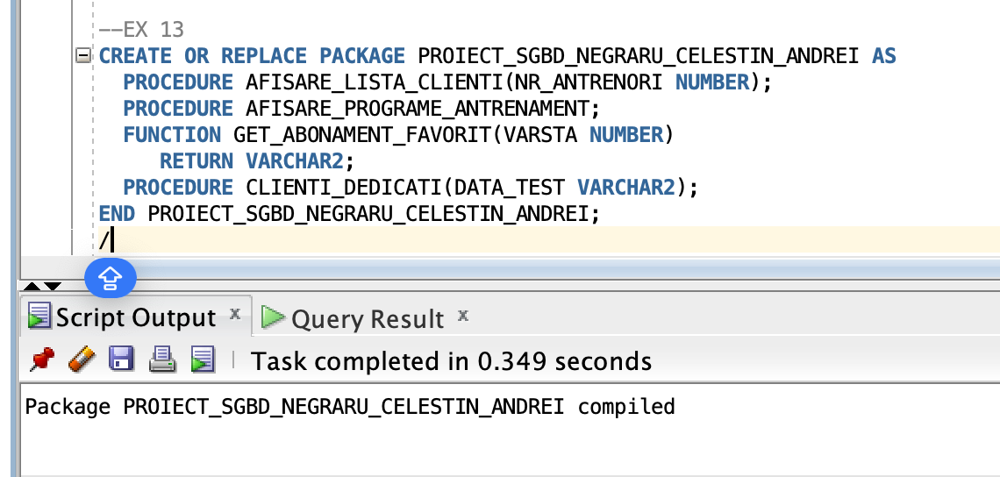 --EX 13
CREATE OR REPLACE PACKAGE PROIECT_SGBD_NEGRARU_CELESTIN_ANDREI AS
PROCEDURE AFISARE_LISTA_CLIENTI(NR_ANTRENORI NUMBER);
PROCEDURE AFISARE_PROGRAME_ANTRENAMENT;
FUNCTION GET_ABONAMENT_FAVORIT(VARSTA NUMBER)
RETURN VARCHAR2;
PROCEDURE CLIENTI_DEDICATI(DATA_TEST VARCHAR2);
END PROIECT_SGBD_NEGRARU_CELESTIN_ANDREI;
/
Script Output x Query Result x
Task completed in 0.349 seconds
Package PROIECT_SGBD_NEGRARU_CELESTIN_ANDREI compiled